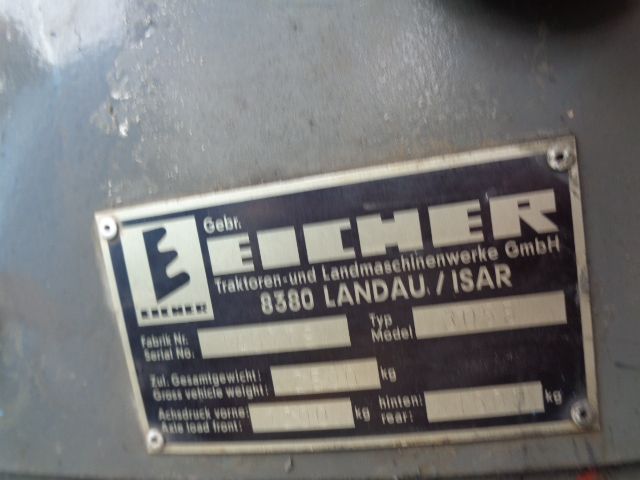 Gebr.
EICHER
EICHER
Traktoren-und Landmaschinenwerke GmbH
8380 LANDAU./ISAR
Fabrik Nr.
Serial No:
Typ
Model
Zul. Gesamtgewicht:
Gross vehicle weight:
kg
Achsdruck vorne:
Axle load front:
kg
hinten:
rear:
kg